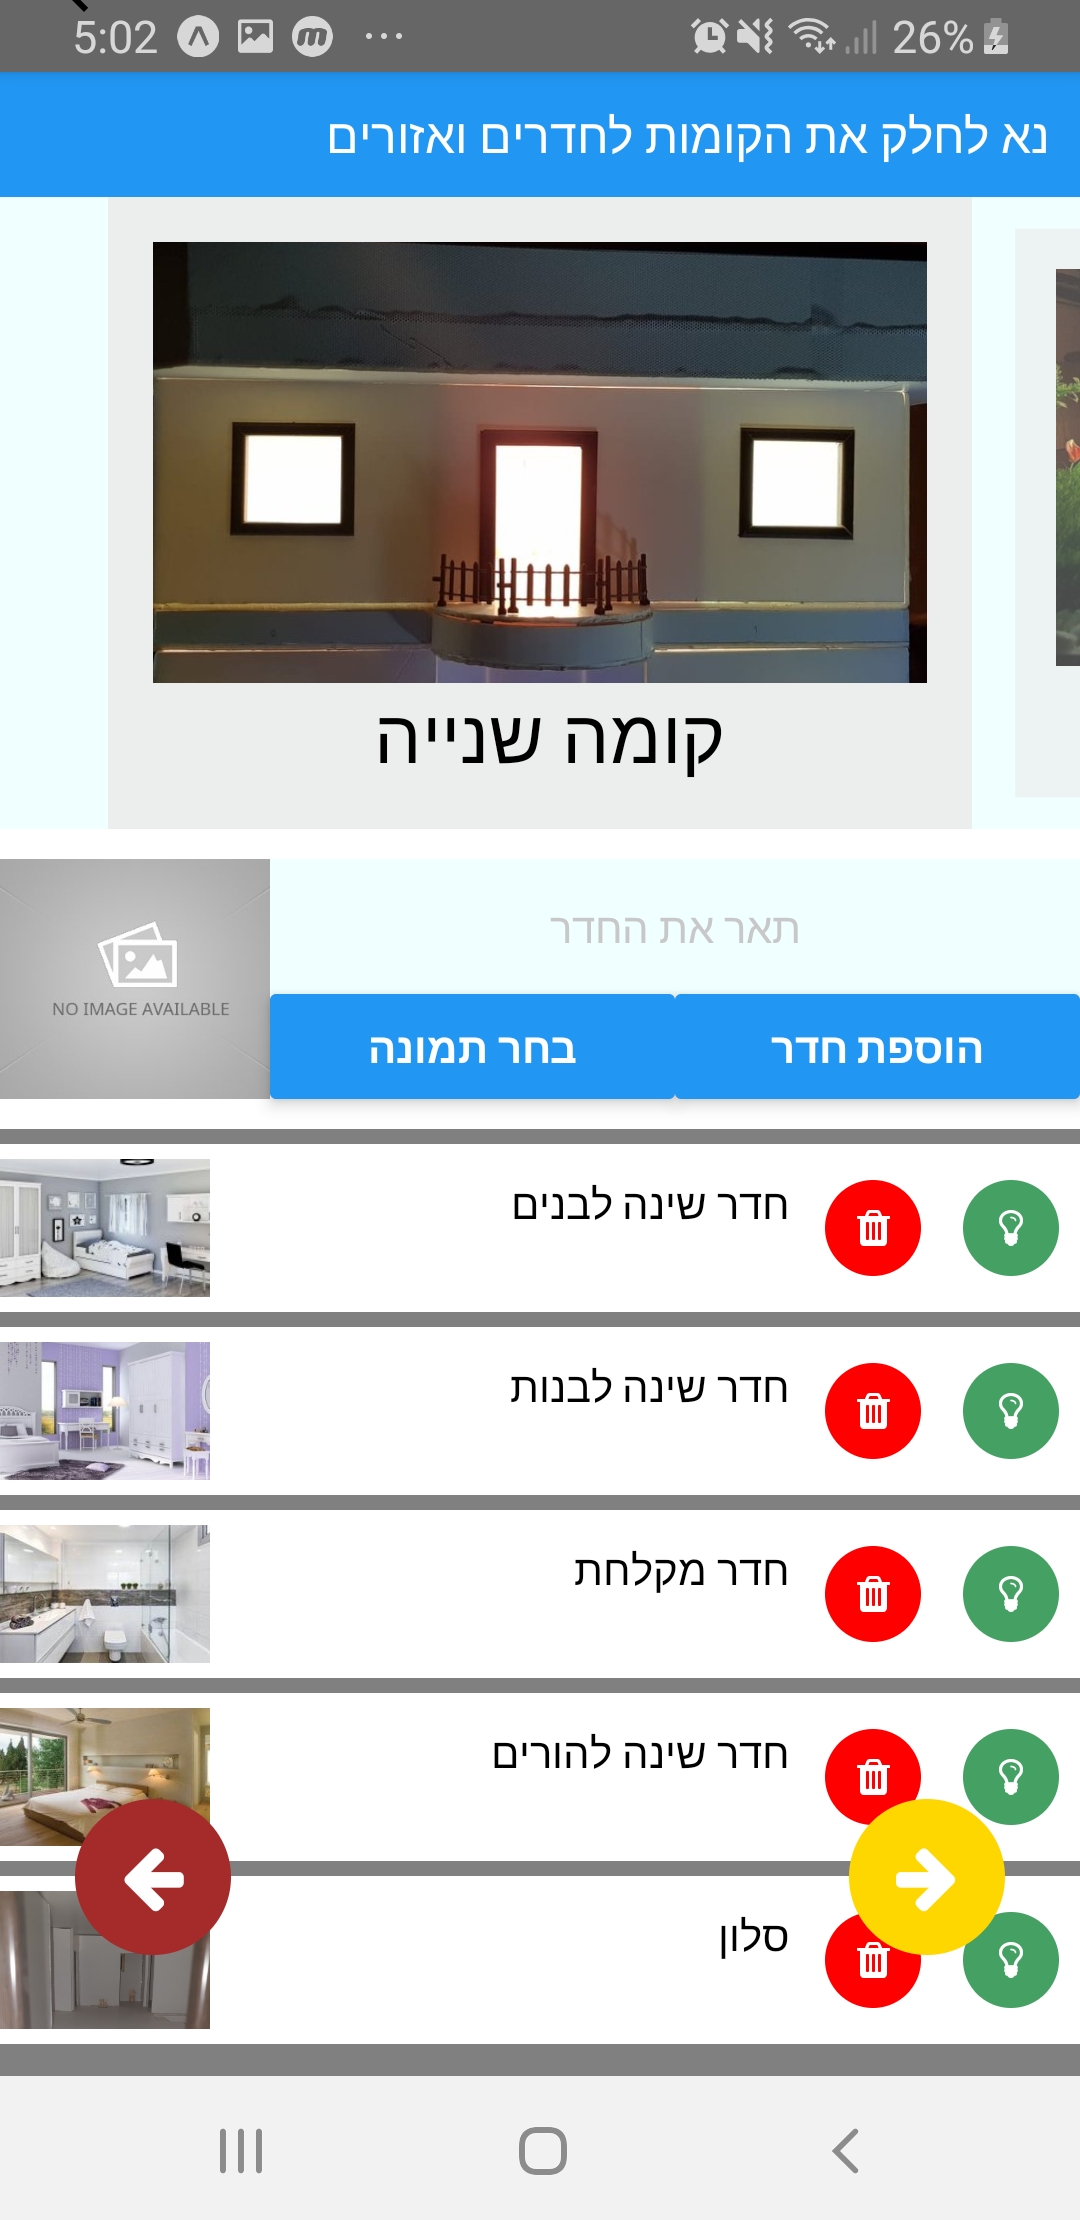 5:02 26%
נא לחלק את הקומות לחדרים ואזורים
קומה שנייה
תאר את החדר
NO IMAGE AVAILABLE
הוספת חדר
בחר תמונה
חדר שינה לבנים
חדר שינה לבנות
חדר מקלחת
חדר שינה להורים
סלון